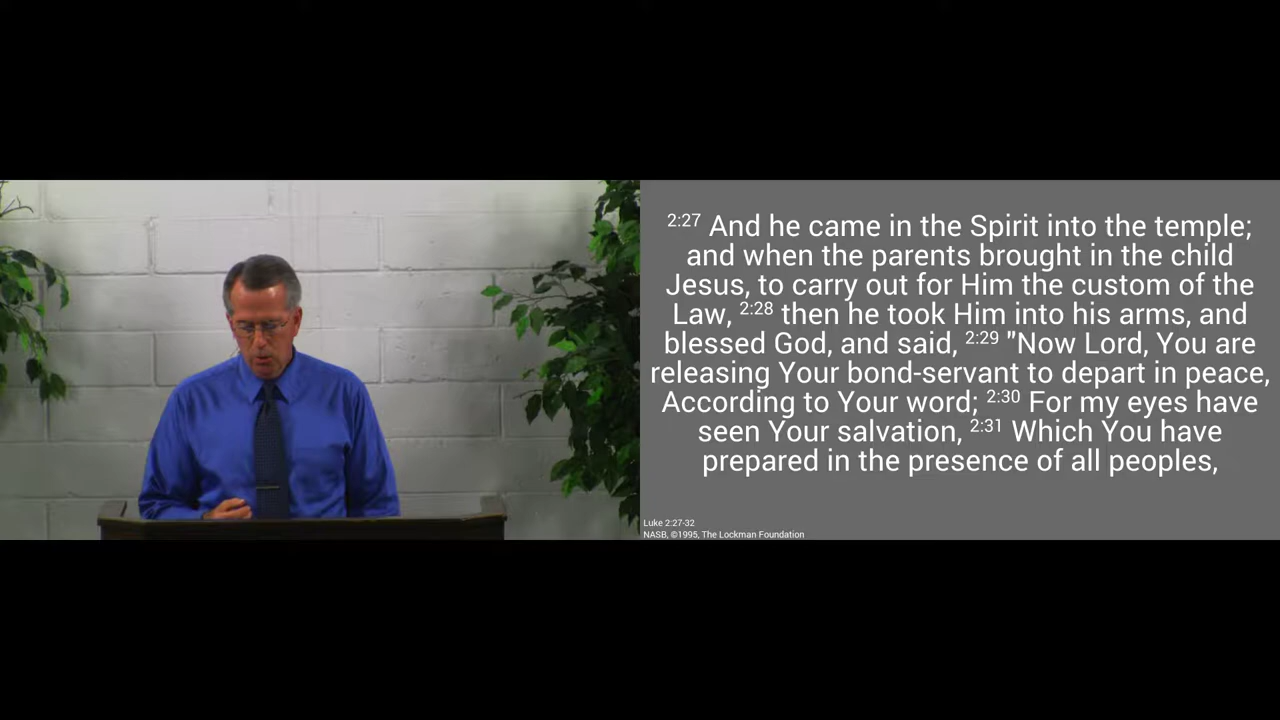 2:27 And he came in the Spirit into the temple;
and when the parents brought in the child
Jesus, to carry out for Him the custom of the
Law, 2:28 then he took Him into his arms, and
blessed God, and said, 2:29 "Now Lord, You are
releasing Your bond-servant to depart in peace,
According to Your word; 2:30 For my eyes have
seen Your salvation, 2:31 Which You have
prepared in the presence of all peoples,
Luke 2:27-32
NASB, ©1995, The Lockman Foundation